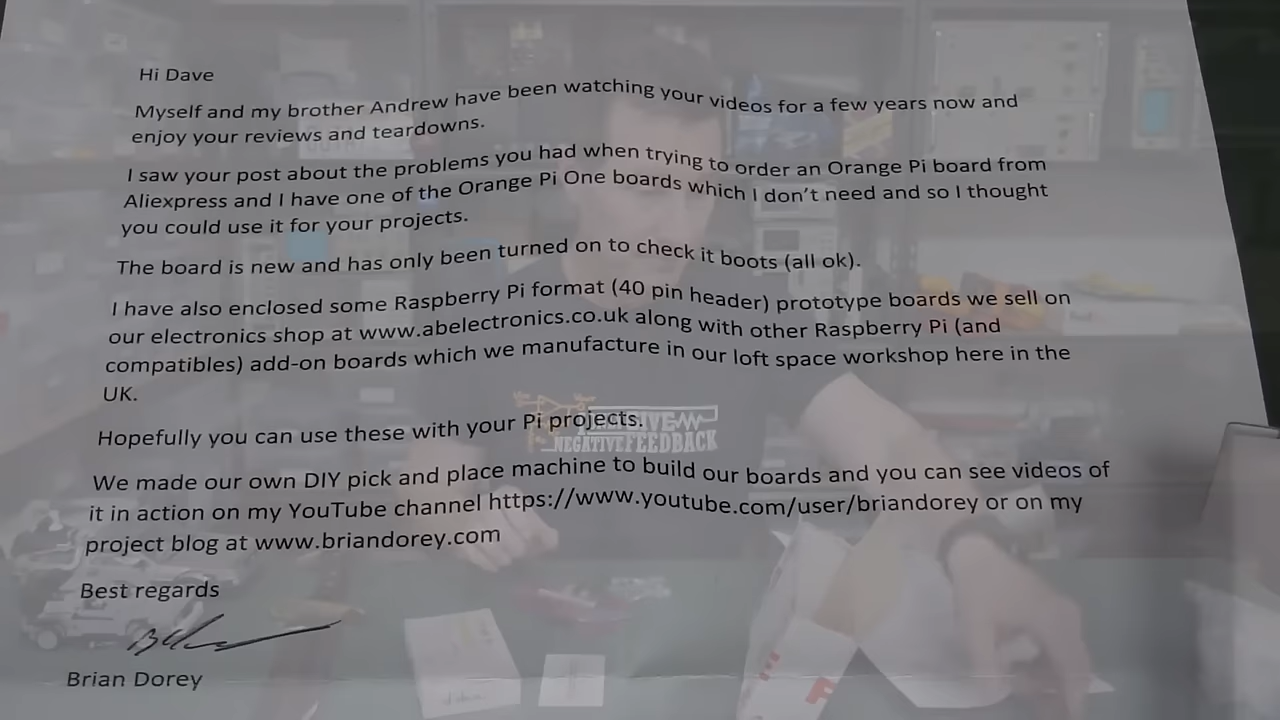 Hi Dave
Myself and my brother Andrew have been watching your videos for a few years now and
enjoy your reviews and teardowns.
I saw your post about the problems you had when trying to order an Orange Pi board from
Aliexpress and I have one of the Orange Pi One boards which I don't need and so I thought
you could use it for your projects.
The board is new and has only been turned on to check it boots (all ok).
I have also enclosed some Raspberry Pi format (40 pin header) prototype boards we sell on
our electronics shop at www.abelectronics.co.uk along with other Raspberry Pi (and
compatibles) add-on boards which we manufacture in our loft space workshop here in the
UK.
Hopefully you can use these with your Pi projects.
NEGATIVE FEEDBACK
We made our own DIY pick and place machine to build our boards and you can see videos of
it in action on my YouTube channel https://www.youtube.com/user/briandorey or on my
project blog at www.briandorey.com
Best regards
Brian Dorey